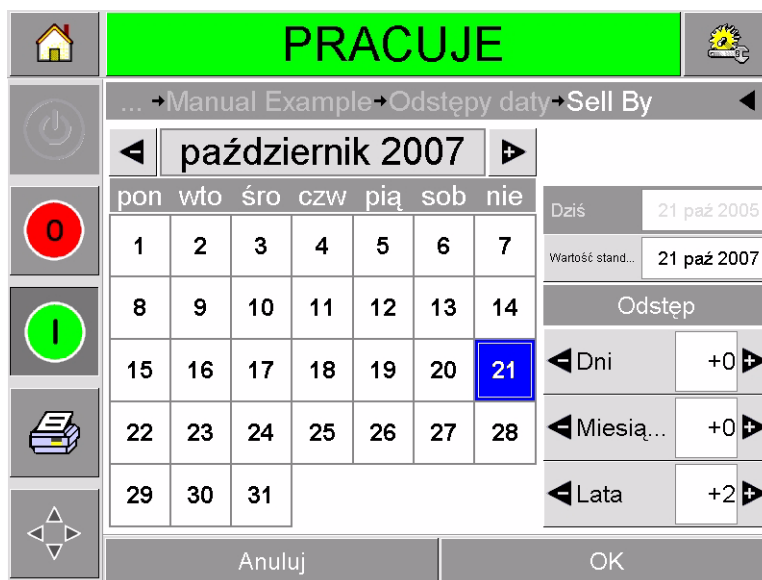 PRACUJE
... →Manual Example→Odstępy daty→Sell By
październik 2007
pon wto śro czw pią sob nie
1 2 3 4 5 6 7
8 9 10 11 12 13 14
15 16 17 18 19 20 21
22 23 24 25 26 27 28
29 30 31
Dziś 21 paź 2005
Wartość stand... 21 paź 2007
Odstęp
Dni +0
Miesią... +0
Lata +2
0
I
Anuluj OK